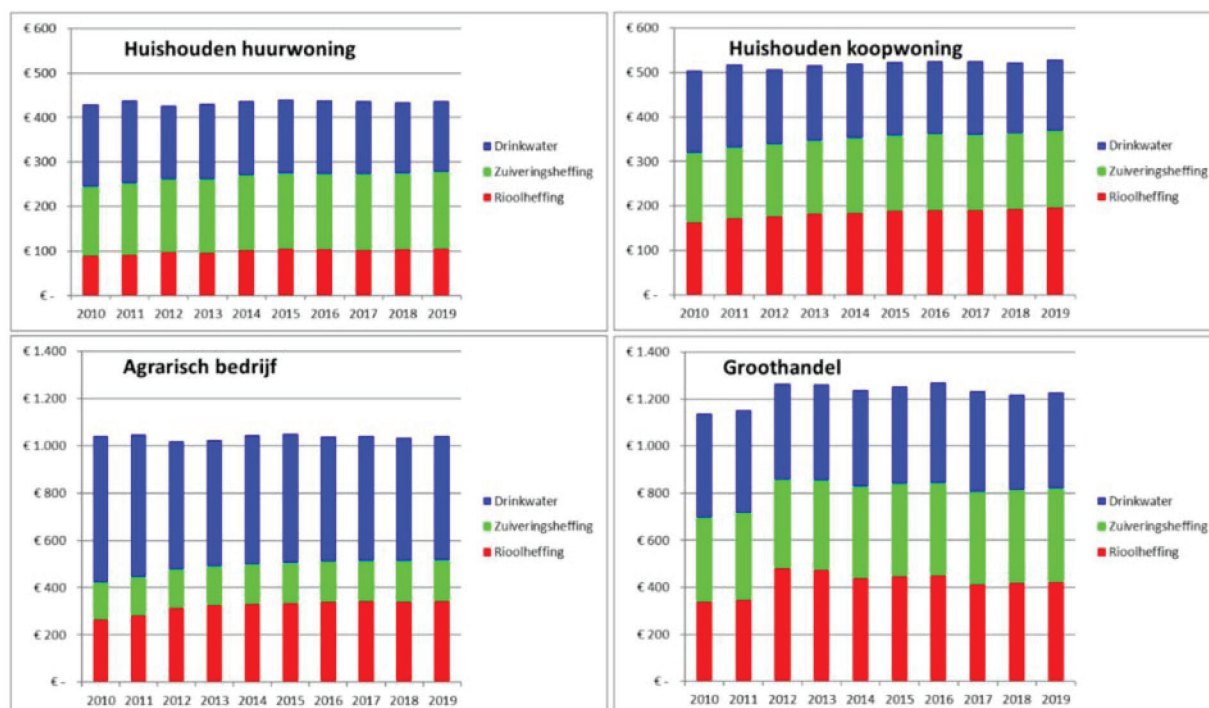 Huishouden huurwoning
€ 600
€ 500
€ 400
€ 300
€ 200
€ 100
€ -
2010 2011 2012 2013 2014 2015 2016 2017 2018 2019
Drinkwater
Zuiveringsheffing
Rioolheffing
Huishouden koopwoning
€ 600
€ 500
€ 400
€ 300
€ 200
€ 100
€ -
2010 2011 2012 2013 2014 2015 2016 2017 2018 2019
Drinkwater
Zuiveringsheffing
Rioolheffing
Agrarisch bedrijf
€ 1.400
€ 1.200
€ 1.000
€ 800
€ 600
€ 400
€ 200
€ -
2010 2011 2012 2013 2014 2015 2016 2017 2018 2019
Drinkwater
Zuiveringsheffing
Rioolheffing
Groothandel
€ 1.400
€ 1.200
€ 1.000
€ 800
€ 600
€ 400
€ 200
€ -
2010 2011 2012 2013 2014 2015 2016 2017 2018 2019
Drinkwater
Zuiveringsheffing
Rioolheffing